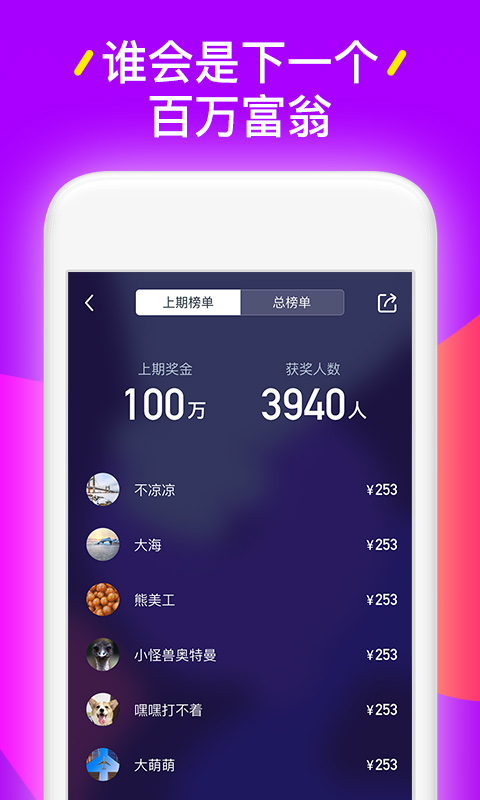 谁会是下一个
百万富翁
上期榜单 总榜单
上期奖金 获奖人数
100万 3940人
不凉凉 ¥253
大海 ¥253
熊美工 ¥253
小怪兽奥特曼 ¥253
嘿嘿打不着 ¥253
大萌萌 ¥253